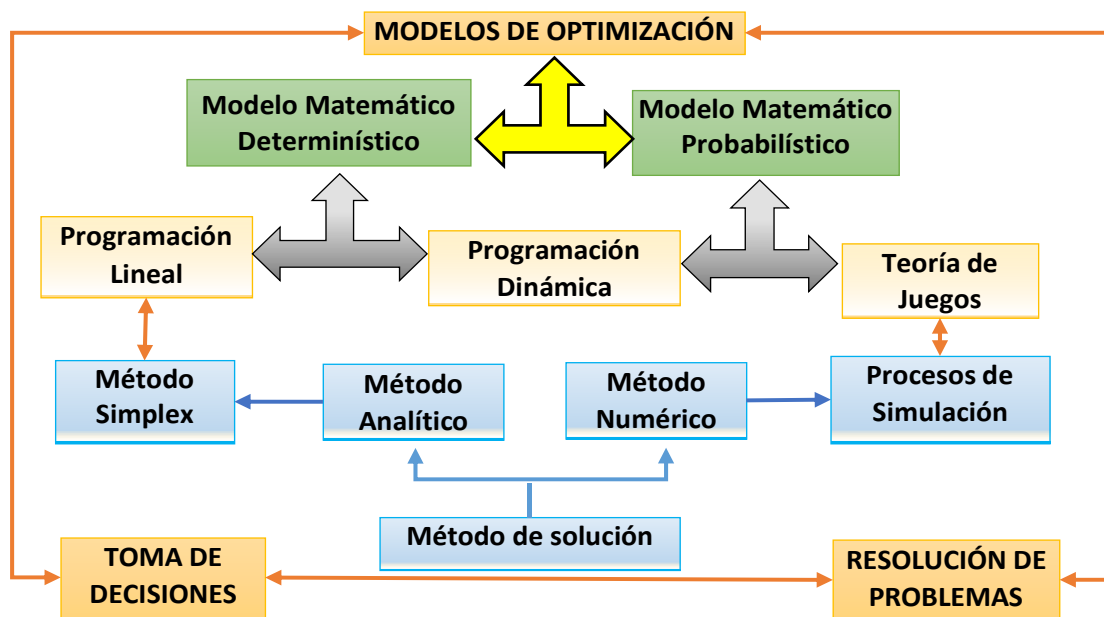 MODELOS DE OPTIMIZACIÓN
Modelo Matemático
Determinístico
Modelo Matemático
Probabilístico
Programación
Lineal
Programación
Dinámica
Teoría de
Juegos
Método
Simplex
Método
Analítico
Método
Numérico
Procesos de
Simulación
Método de solución
TOMA DE
DECISIONES
RESOLUCIÓN DE
PROBLEMAS